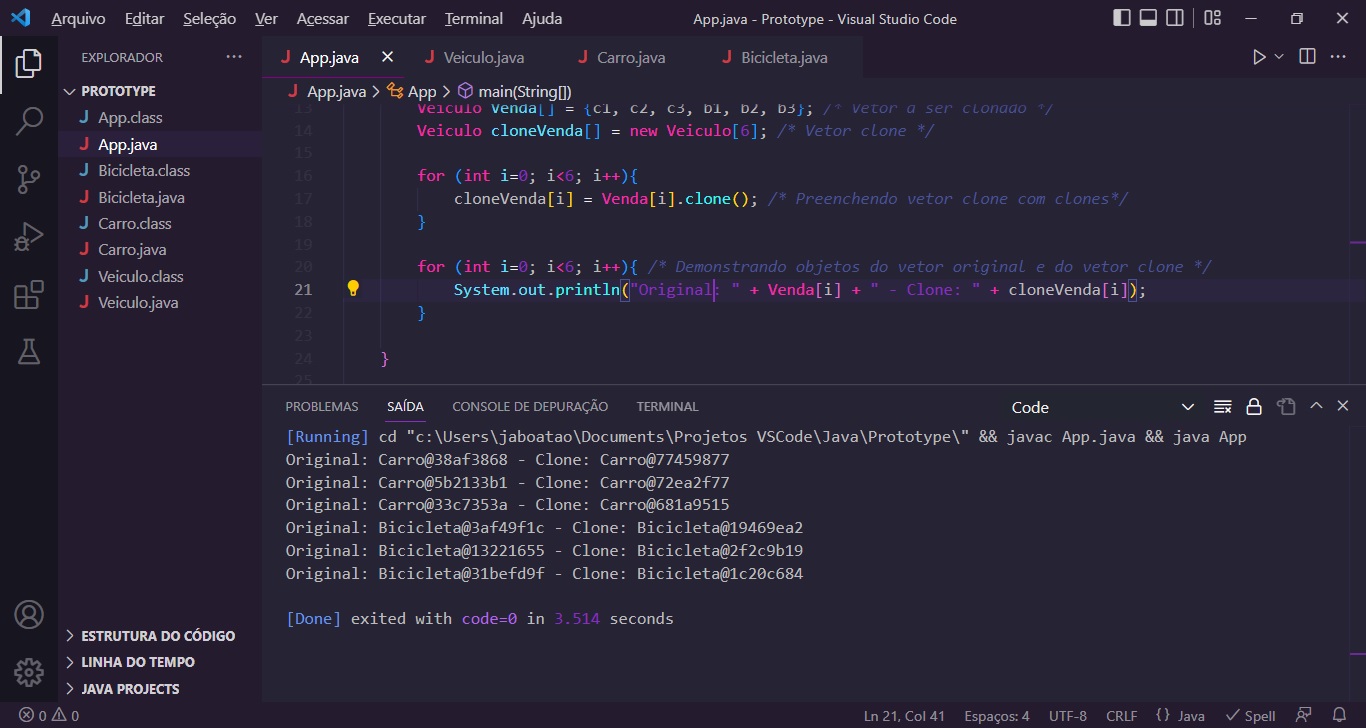 Arquivo Editar Seleção Ver Acessar Executar Terminal Ajuda App.java - Prototype - Visual Studio Code
EXPLORADOR
PROTOTYPE
J App.class
J App.java
J Bicicleta.class
J Bicicleta.java
J Carro.class
J Carro.java
J Veiculo.class
J Veiculo.java
ESTRUTURA DO CÓDIGO
LINHA DO TEMPO
JAVA PROJECTS
J App.java J Veiculo.java J Carro.java J Bicicleta.java
J App.java > App > main(String[])
13 Veiculo Venda[] = {c1, c2, c3, b1, b2, b3}; /* Vetor a ser clonado */
14 Veiculo cloneVenda[] = new Veiculo[6]; /* Vetor clone */
15
16 for (int i=0; i<6; i++){
17 cloneVenda[i] = Venda[i].clone(); /* Preenchendo vetor clone com clones*/
18 }
19
20 for (int i=0; i<6; i++){ /* Demonstrando objetos do vetor original e do vetor clone */
21 System.out.println("Original: " + Venda[i] + " - Clone: " + cloneVenda[i]);
22 }
23
24 }
25
PROBLEMAS SAÍDA CONSOLE DE DEPURAÇÃO TERMINAL Code
[Running] cd "c:\Users\jaboatao\Documents\Projetos VSCode\Java\Prototype\" && javac App.java && java App
Original: Carro@38af3868 - Clone: Carro@77459877
Original: Carro@5b2133b1 - Clone: Carro@72ea2f77
Original: Carro@33c7353a - Clone: Carro@681a9515
Original: Bicicleta@3af49f1c - Clone: Bicicleta@19469ea2
Original: Bicicleta@13221655 - Clone: Bicicleta@2f2c9b19
Original: Bicicleta@31befd9f - Clone: Bicicleta@1c20c684
[Done] exited with code=0 in 3.514 seconds
0 0 Ln 21, Col 41 Espaços: 4 UTF-8 CRLF {} Java Spell